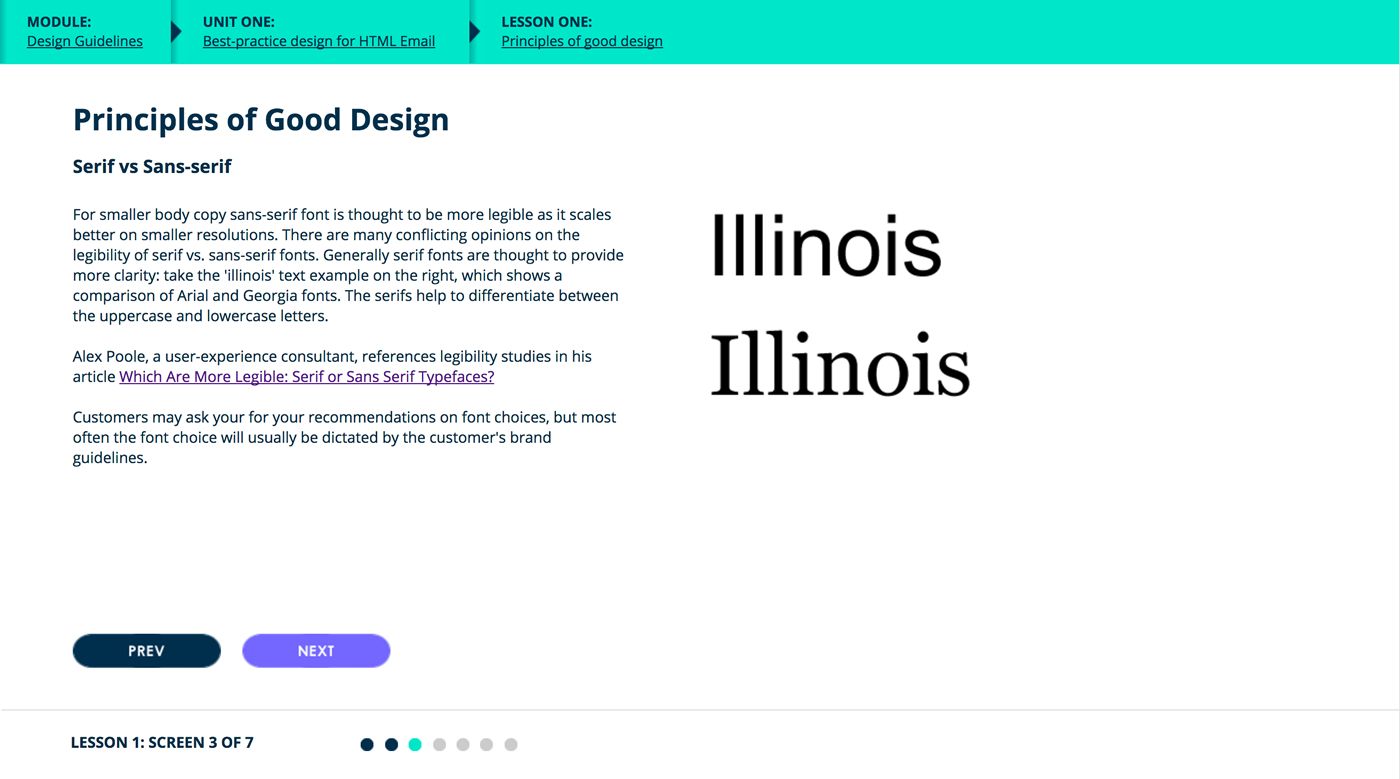 MODULE:
Design Guidelines
UNIT ONE:
Best-practice design for HTML Email
LESSON ONE:
Principles of good design
Principles of Good Design
Serif vs Sans-serif
For smaller body copy sans-serif font is thought to be more legible as it scales
better on smaller resolutions. There are many conflicting opinions on the
legibility of serif vs. sans-serif fonts. Generally serif fonts are thought to provide
more clarity: take the 'illinois' text example on the right, which shows a
comparison of Arial and Georgia fonts. The serifs help to differentiate between
the uppercase and lowercase letters.
Alex Poole, a user-experience consultant, references legibility studies in his
article Which Are More Legible: Serif or Sans Serif Typefaces?
Customers may ask your for your recommendations on font choices, but most
often the font choice will usually be dictated by the customer's brand
guidelines.
Illinois
Illinois
PREV
NEXT
LESSON 1: SCREEN 3 OF 7